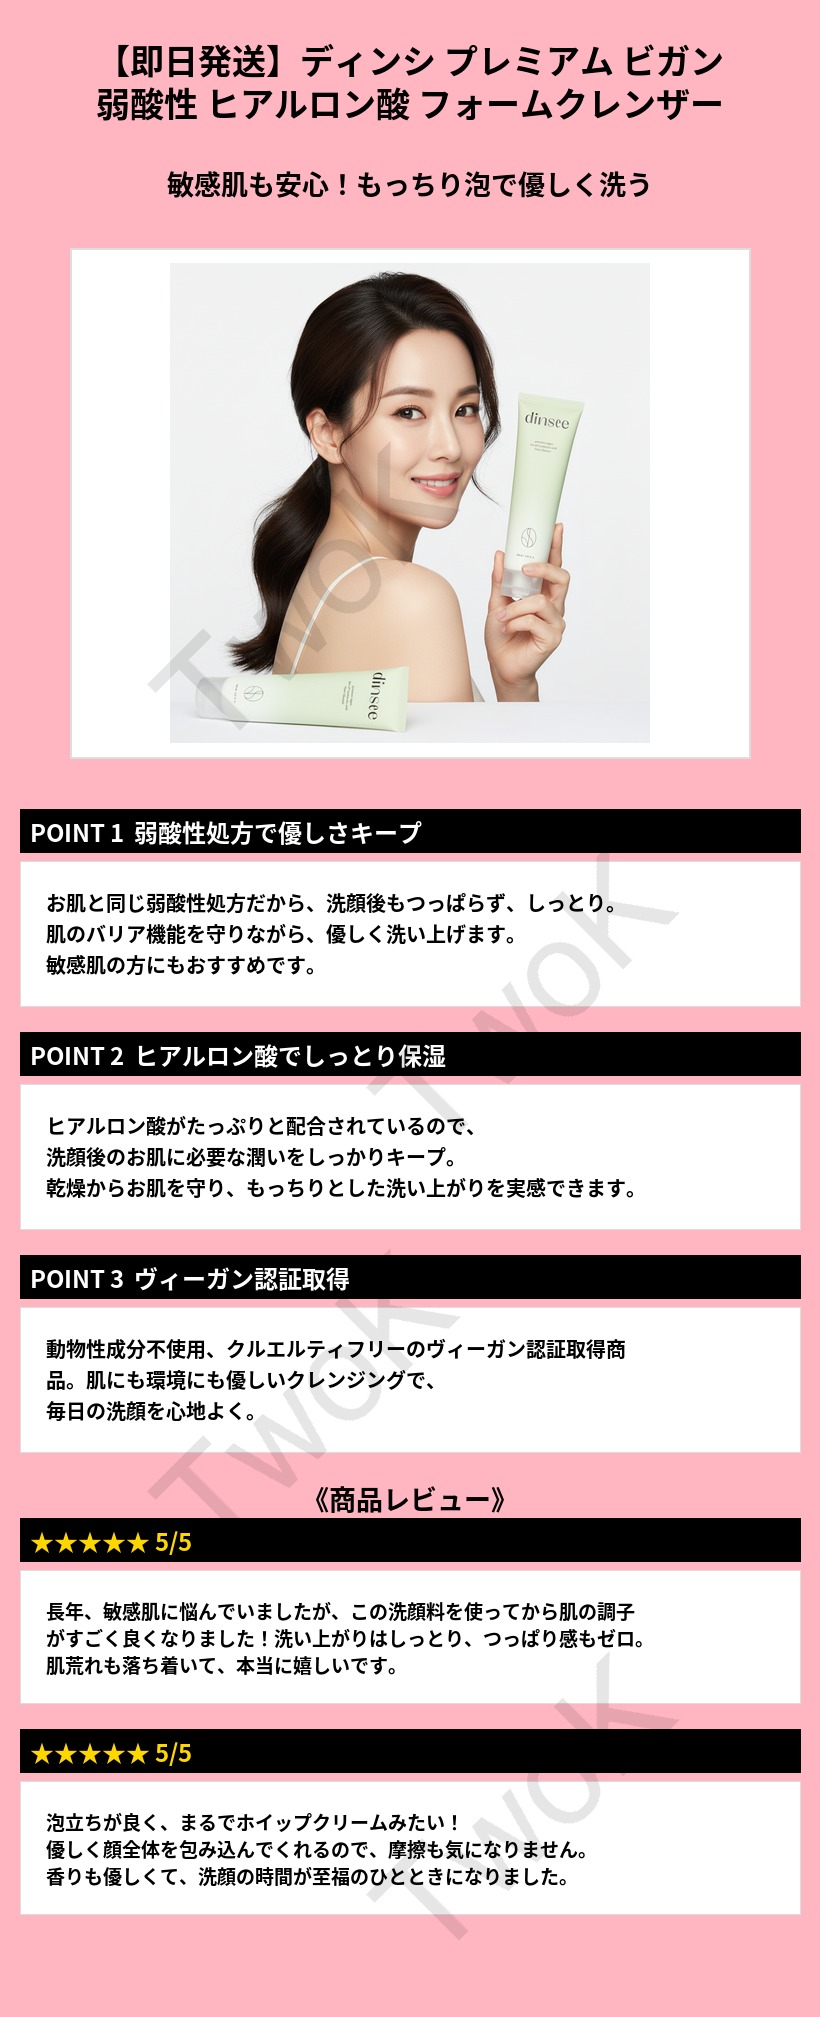 【即日発送】ディンシ プレミアム ビガン
弱酸性 ヒアルロン酸 フォームクレンザー
敏感肌も安心！もっちり泡で優しく洗う
dinsee
dinsee
TwoK
POINT 1 弱酸性処方で優しさキープ
お肌と同じ弱酸性処方だから、洗顔後もつっぱらず、しっとり。
肌のバリア機能を守りながら、優しく洗い上げます。
敏感肌の方にもおすすめです。
TwoK
POINT 2 ヒアルロン酸でしっとり保湿
ヒアルロン酸がたっぷりと配合されているので、
洗顔後のお肌に必要な潤いをしっかりキープ。
乾燥からお肌を守り、もっちりとした洗い上がりを実感できます。
POINT 3 ヴィーガン認証取得
動物性成分不使用、クルエルティフリーのヴィーガン認証取得商
品。肌にも環境にも優しいクレンジングで、
毎日の洗顔を心地よく。
TwoK
《商品レビュー》
★★★★★ 5/5
長年、敏感肌に悩んでいましたが、この洗顔料を使ってから肌の調子
がすごく良くなりました！洗い上がりはしっとり、つっぱり感もゼロ。
肌荒れも落ち着いて、本当に嬉しいです。
★★★★★ 5/5
泡立ちが良く、まるでホイップクリームみたい！
優しく顔全体を包み込んでくれるので、摩擦も気になりません。
香りも優しくて、洗顔の時間が至福のひとときになりました。
TwoK